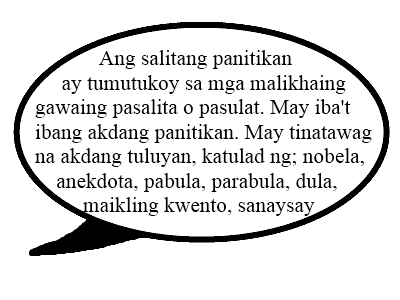 Ang salitang panitikan
ay tumutukoy sa mga malikhaing
gawaing pasalita o pasulat. May iba't
ibang akdang panitikan. May tinatawag
na akdang tuluyan, katulad ng; nobela,
anekdota, pabula, parabula, dula,
maikling kwento, sanaysay